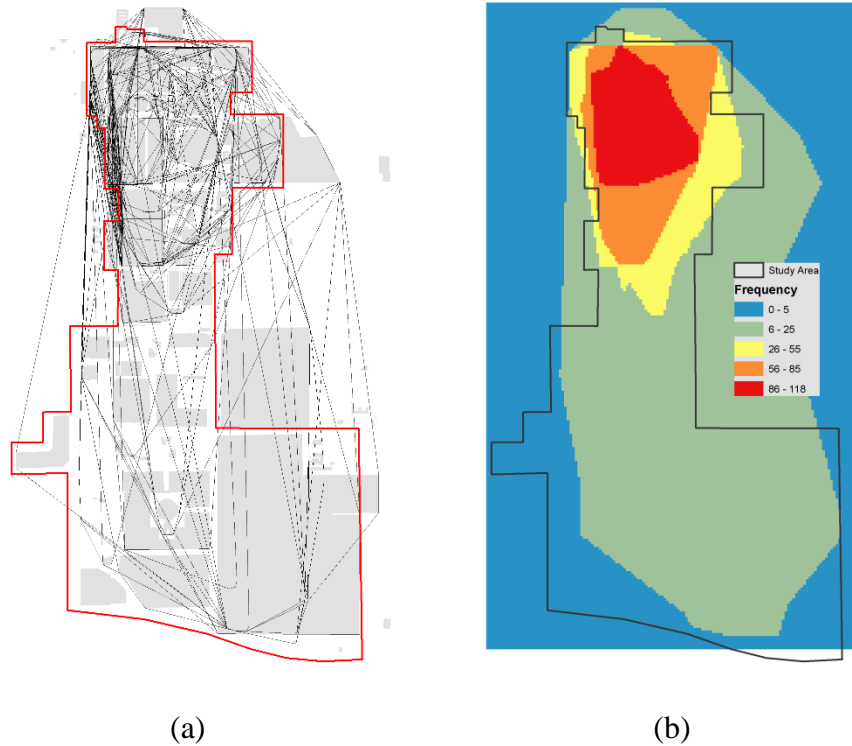 Study Area
Frequency
0 - 5
6 - 25
26 - 55
56 - 85
86 - 118
(a)
(b)